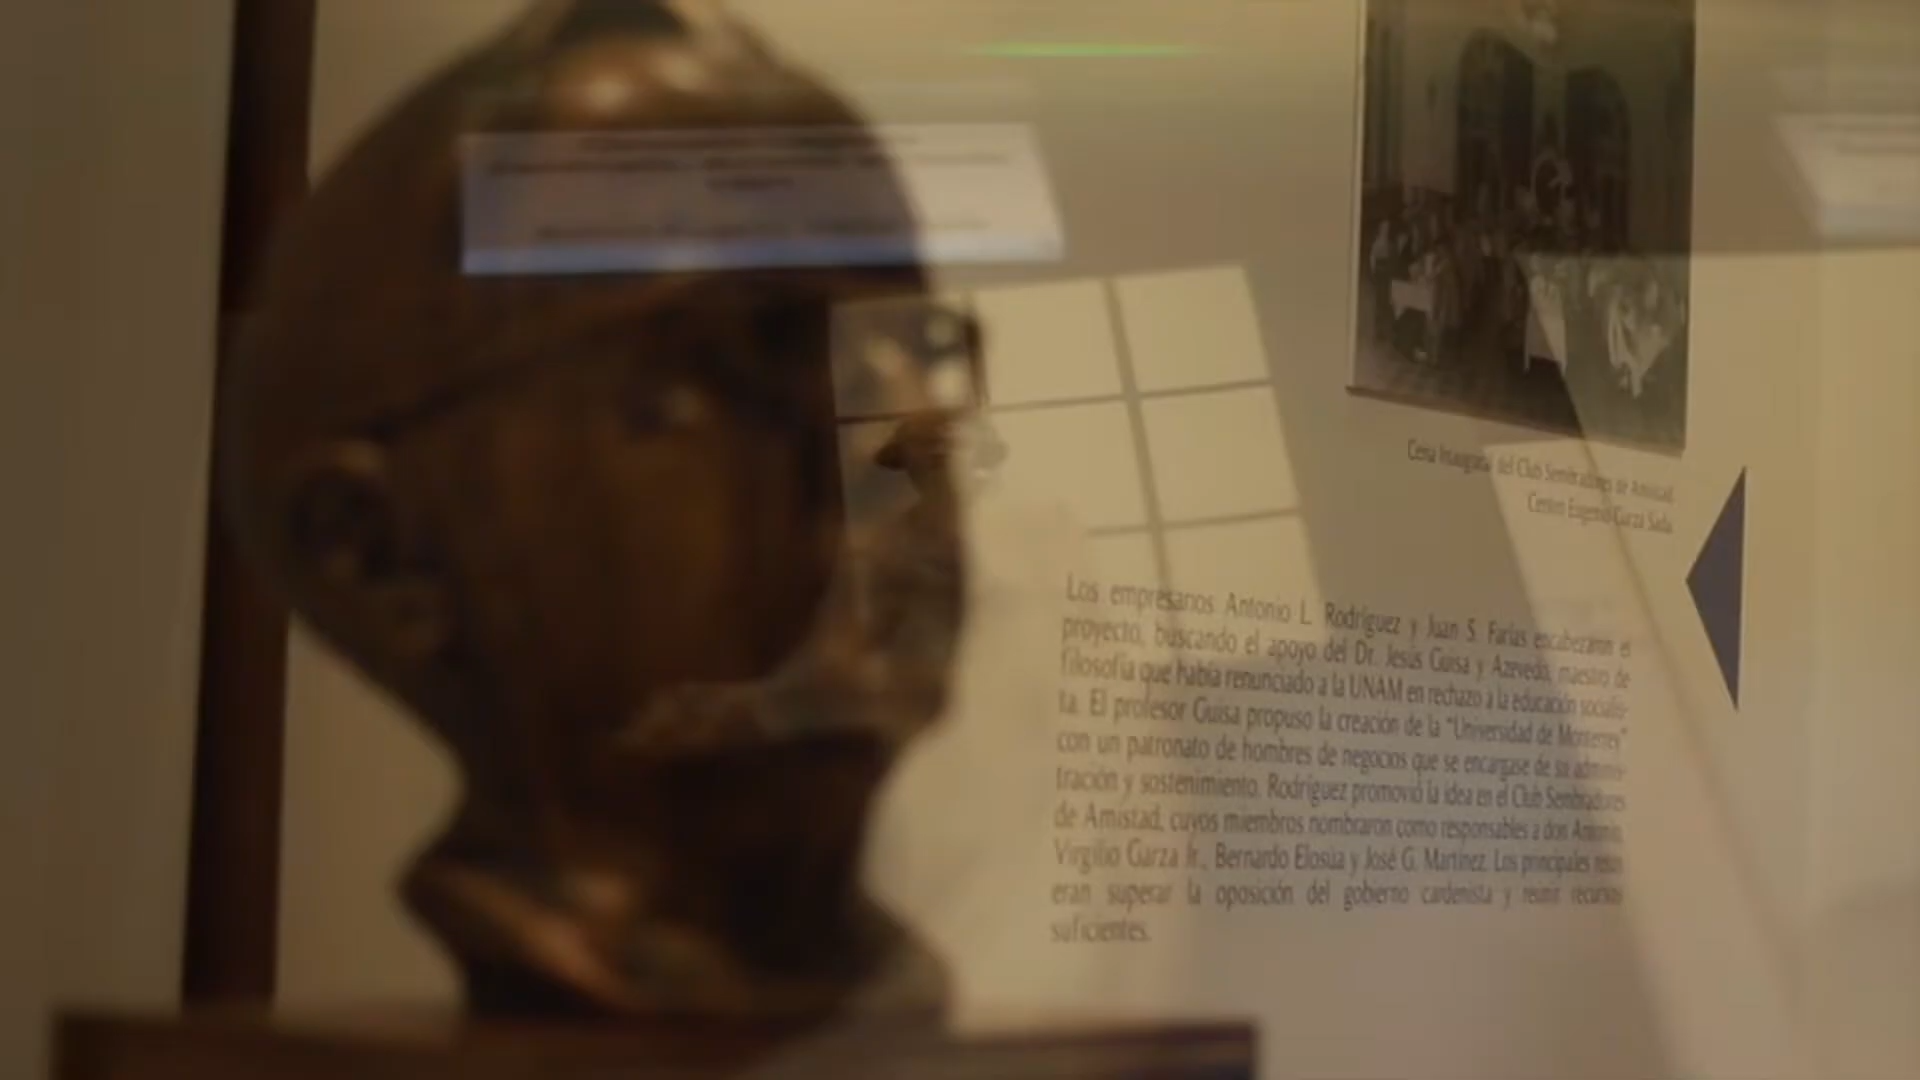 Cena Inaugural del Club Sembradores de Amistad.
Centro Eugenio Garza Sada
Los empresarios Antonio L. Rodríguez y Juan S. Farías encabezaron el
proyecto, buscando el apoyo del Dr. Jesús Guisa y Azevedo, maestro de
filosofía que había renunciado a la UNAM en rechazo a la educación socialis-
ta. El profesor Guisa propuso la creación de la "Universidad de Monterrey"
con un patronato de hombres de negocios que se encargase de su adminis-
tración y sostenimiento. Rodríguez promovió la idea en el Club Sembradores
de Amistad, cuyos miembros nombraron como responsables a don Antonio,
Virgilio Garza Jr., Bernardo Elosúa y José G. Martínez. Los principales
eran superar la oposición del gobierno cardenista y reunir recursos
suficientes.